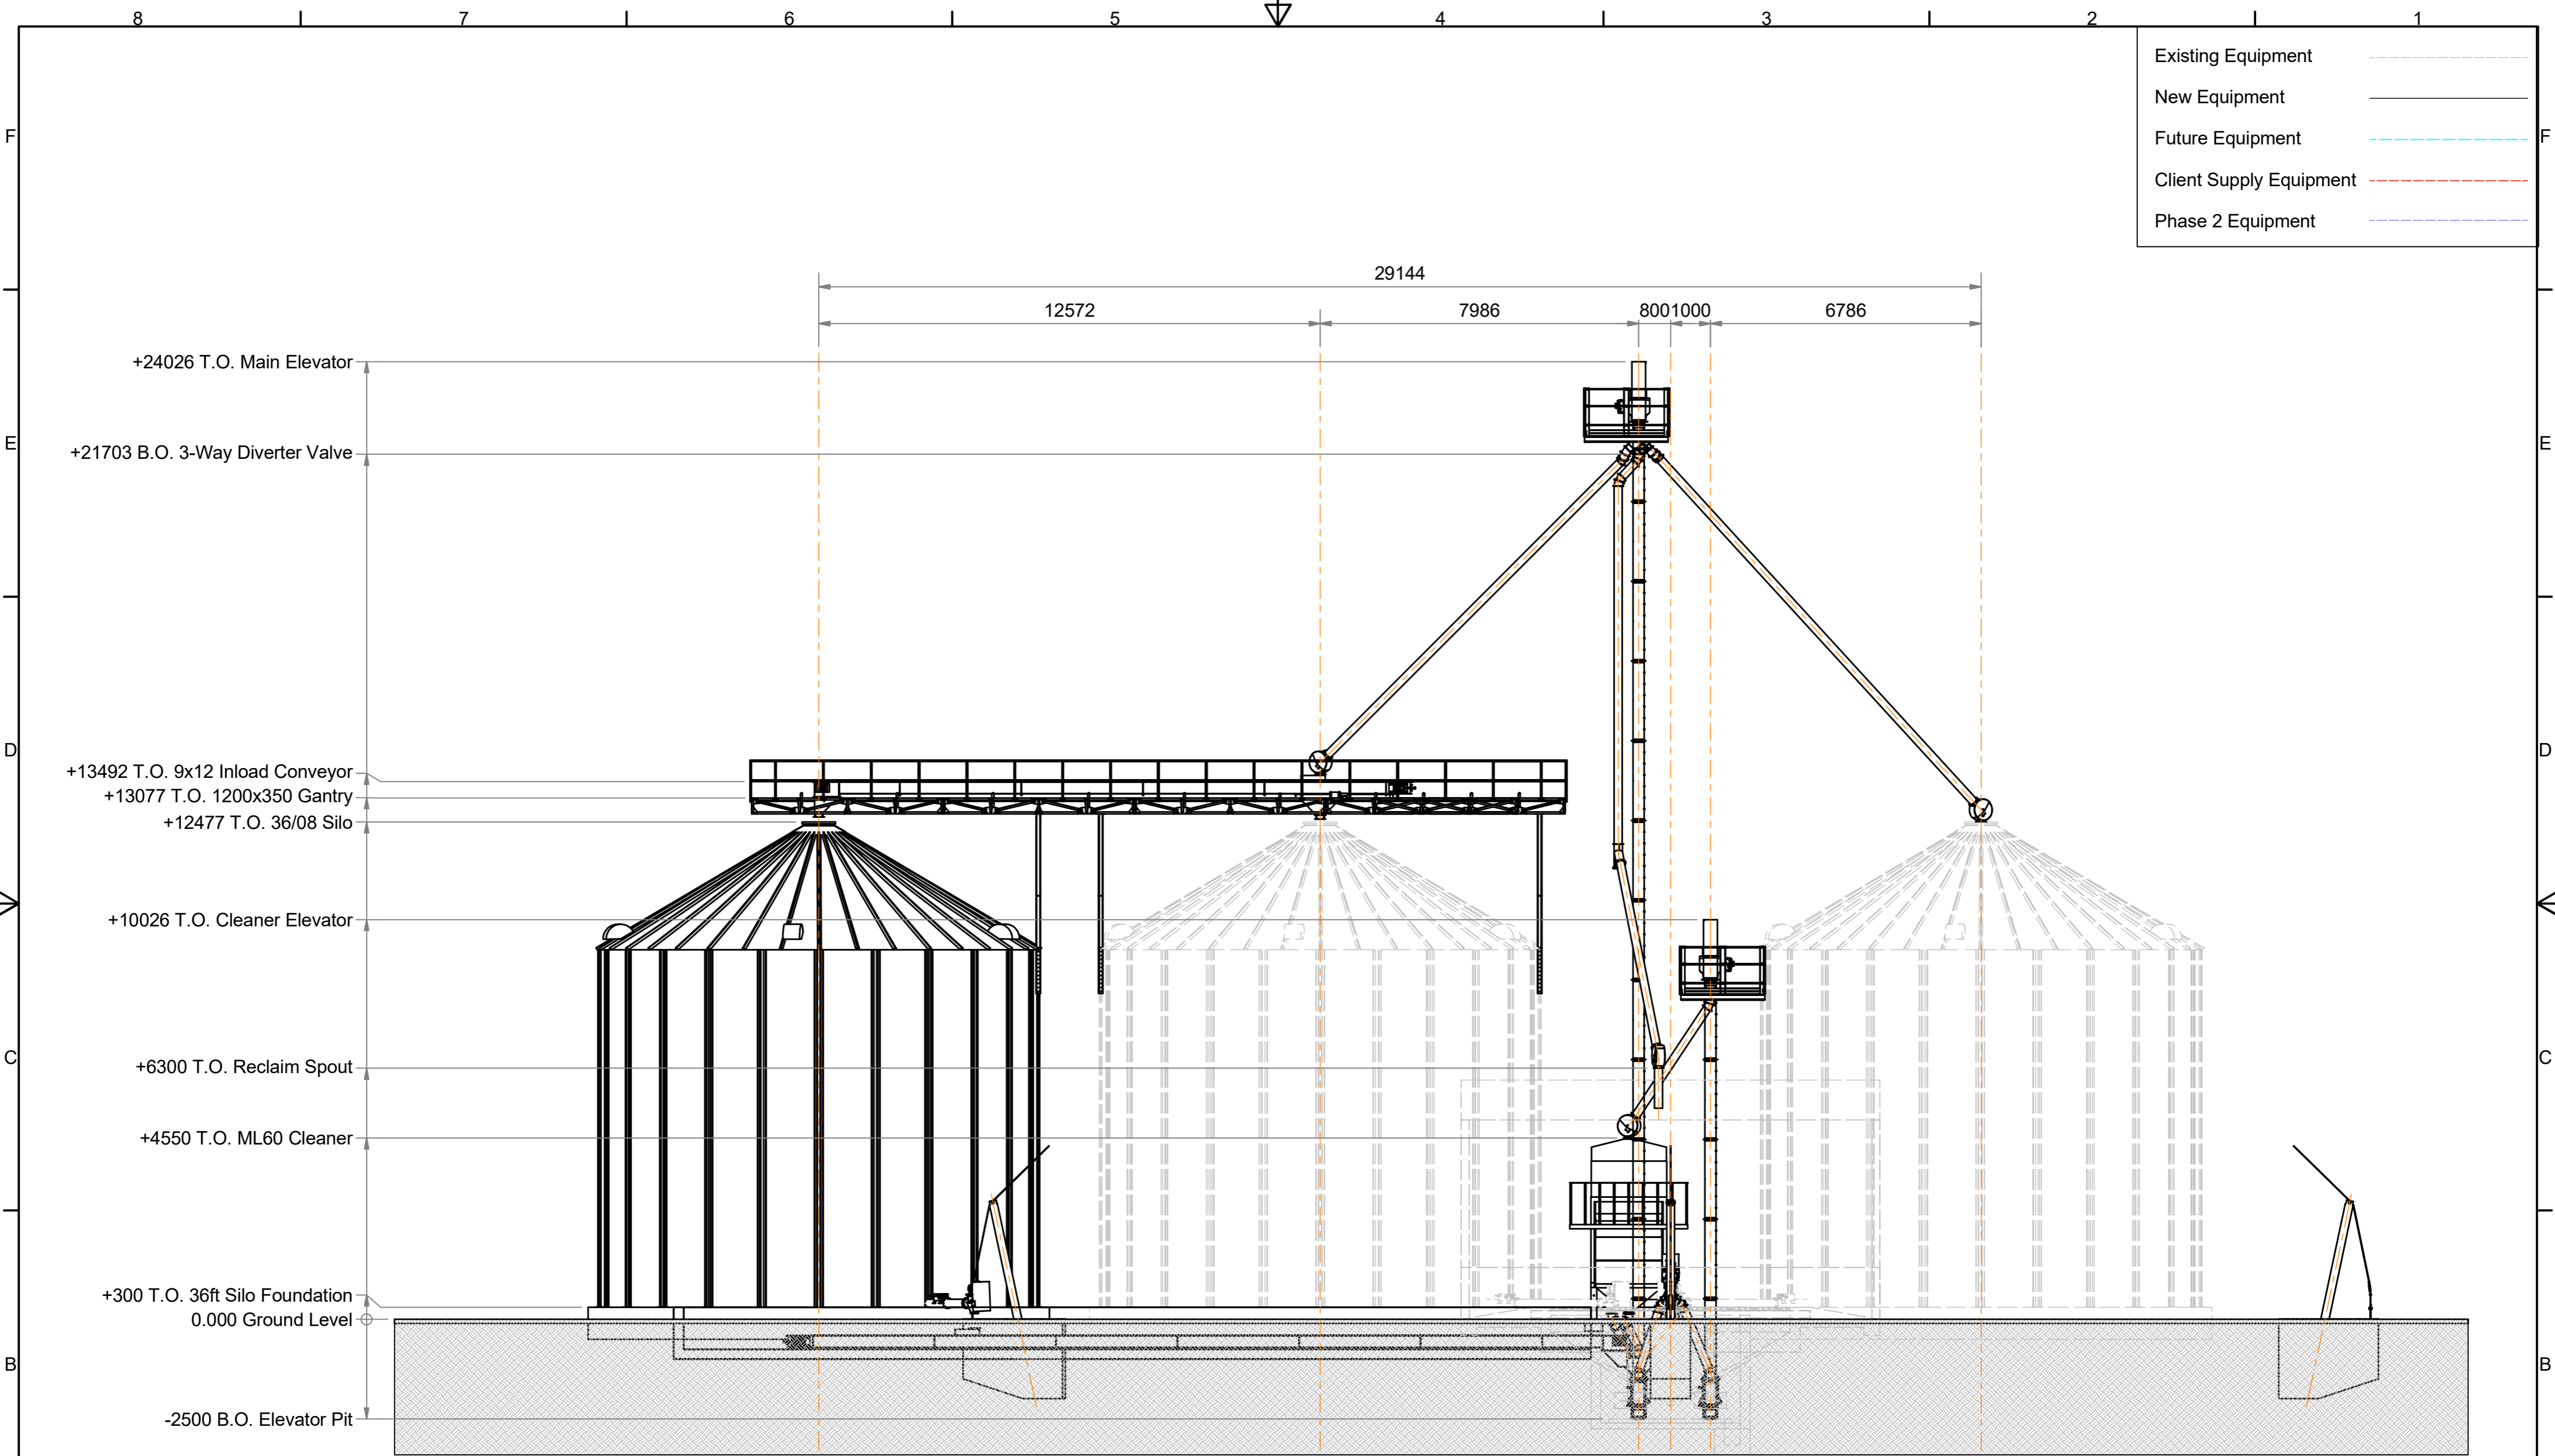 8 7 6 5 4 3 2 1
Existing Equipment
New Equipment
Future Equipment
Client Supply Equipment
Phase 2 Equipment
F F
29144
12572 7986 800 1000 6786
+24026 T.O. Main Elevator
E E
+21703 B.O. 3-Way Diverter Valve
D D
+13492 T.O. 9x12 Inload Conveyor
+13077 T.O. 1200x350 Gantry
+12477 T.O. 36/08 Silo
+10026 T.O. Cleaner Elevator
C C
+6300 T.O. Reclaim Spout
+4550 T.O. ML60 Cleaner
+300 T.O. 36ft Silo Foundation
0.000 Ground Level
B B
-2500 B.O. Elevator Pit